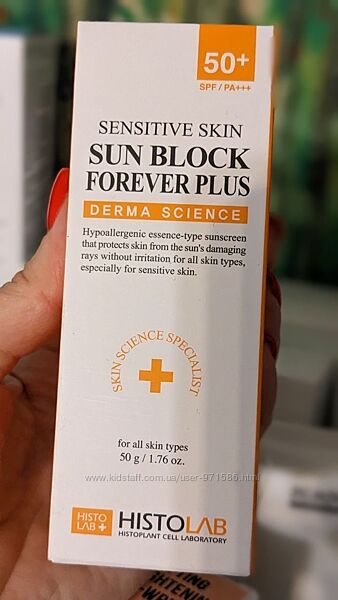 50+
SPF / PA+++
SENSITIVE SKIN
SUN BLOCK
FOREVER PLUS
DERMA SCIENCE
Hypoallergenic essence-type sunscreen
that protects skin from the sun's damaging
rays without irritation for all skin types,
especially for sensitive skin.
SKIN SCIENCE SPECIALIST
for all skin types
50 g / 1.76 oz.
www.kidstaff.com.ua/user-971586.html
HISTO
LAB+
HISTOLAB
HISTOPLANT CELL LABORATORY